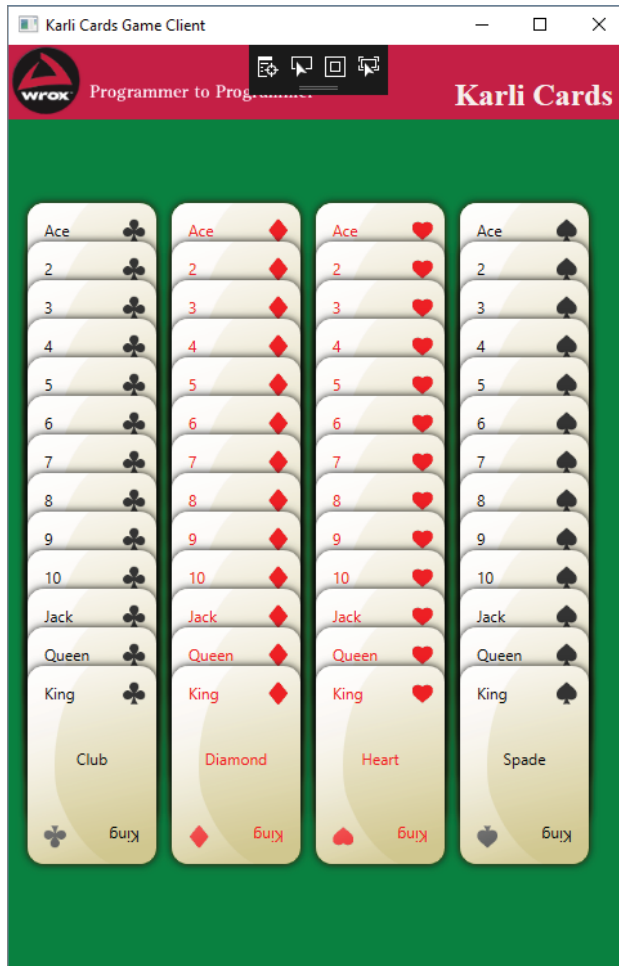 Karli Cards Game Client
wrox
Programmer to Programmer
Karli Cards
Ace Ace Ace Ace
2 2 2 2
3 3 3 3
4 4 4 4
5 5 5 5
6 6 6 6
7 7 7 7
8 8 8 8
9 9 9 9
10 10 10 10
Jack Jack Jack Jack
Queen Queen Queen Queen
King King King King
Club Diamond Heart Spade
King King King King